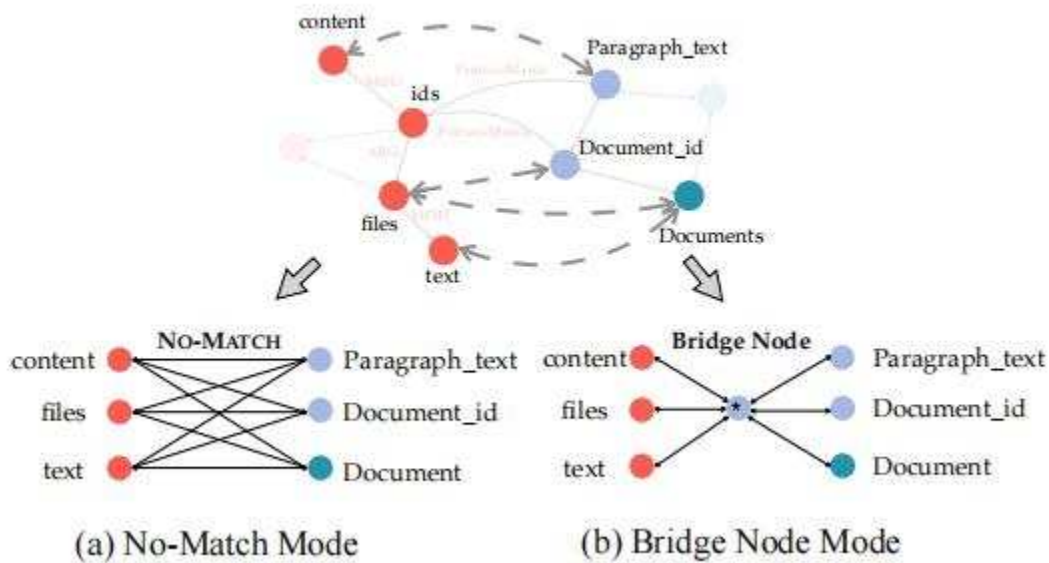 content
Paragraph_text
ids
Document_id
files
Documents
text
NO-MATCH
content
Paragraph_text
files
Document_id
text
Document
(a) No-Match Mode
Bridge Node
content
Paragraph_text
files
*
Document_id
text
Document
(b) Bridge Node Mode